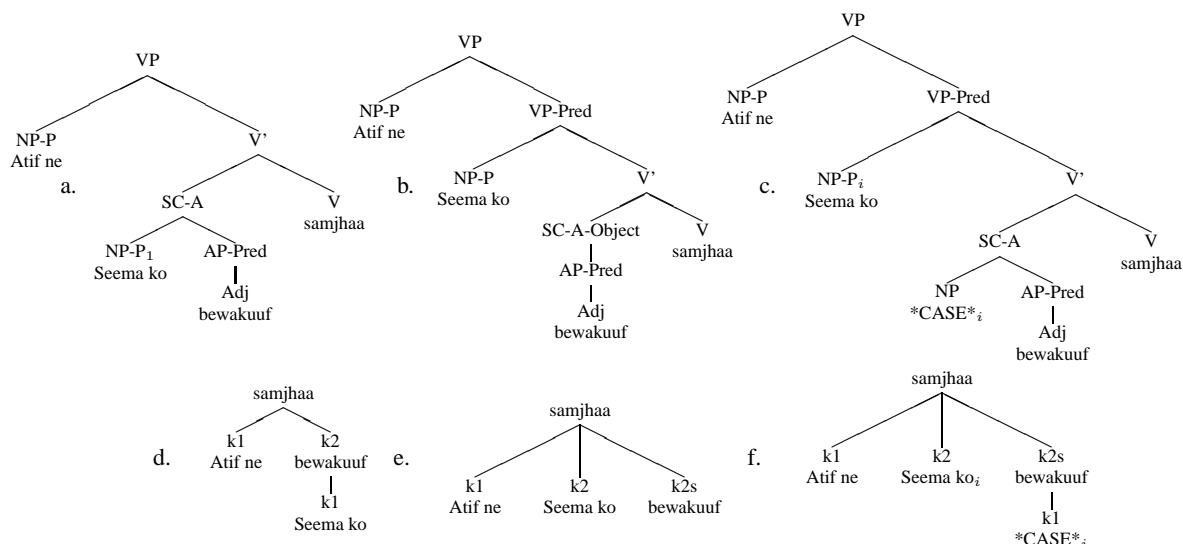 VP
NP-P
Atif ne
V’
a.
SC-A
V
samjhaa
NP-P1
Seema ko
AP-Pred
Adj
bewakuuf
VP
NP-P
Atif ne
VP-Pred
b.
NP-P
Seema ko
V’
SC-A-Object
V
samjhaa
AP-Pred
Adj
bewakuuf
VP
NP-P
Atif ne
VP-Pred
c.
NP-Pi
Seema ko
V’
SC-A
V
samjhaa
NP
*CASE*i
AP-Pred
Adj
bewakuuf
samjhaa
d.
k1
Atif ne
k2
bewakuuf
k1
Seema ko
samjhaa
e.
k1
Atif ne
k2
Seema ko
k2s
bewakuuf
samjhaa
f.
k1
Atif ne
k2
Seema koi
k2s
bewakuuf
k1
*CASE*i